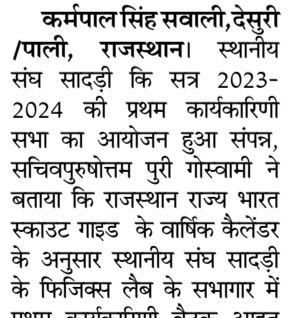 कर्मपाल सिंह सवाली,देसुरी
/पाली, राजस्थान। स्थानीय
संघ सादड़ी कि सत्र 2023-
2024 की प्रथम कार्यकारिणी
सभा का आयोजन हुआ संपन्न,
सचिवपुरुषोत्तम पुरी गोस्वामी ने
बताया कि राजस्थान राज्य भारत
स्काउट गाइड के वार्षिक कैलेंडर
के अनुसार स्थानीय संघ सादड़ी
के फिजिक्स लैब के सभागार में